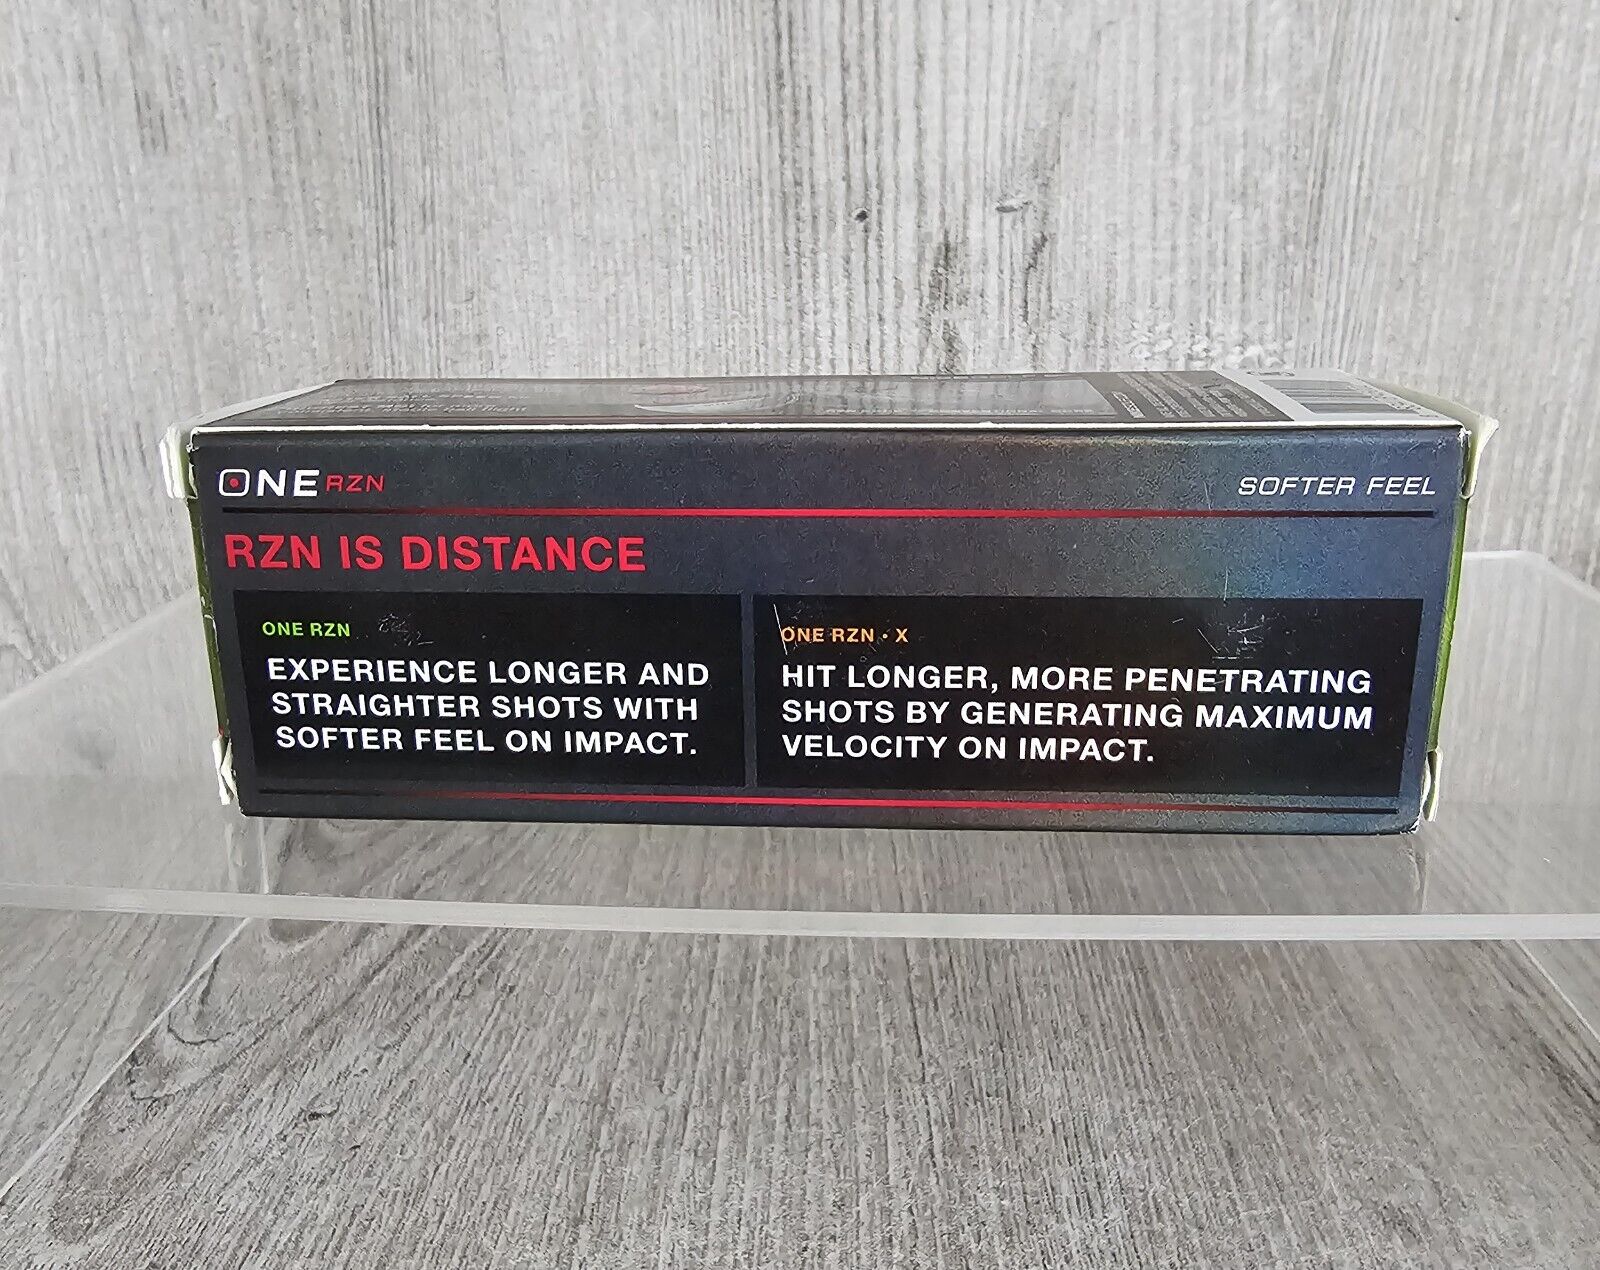 ONE RZN
SOFTER FEEL
RZN IS DISTANCE
ONE RZN
EXPERIENCE LONGER AND
STRAIGHTER SHOTS WITH
SOFTER FEEL ON IMPACT.
ONE RZN • X
HIT LONGER, MORE PENETRATING
SHOTS BY GENERATING MAXIMUM
VELOCITY ON IMPACT.